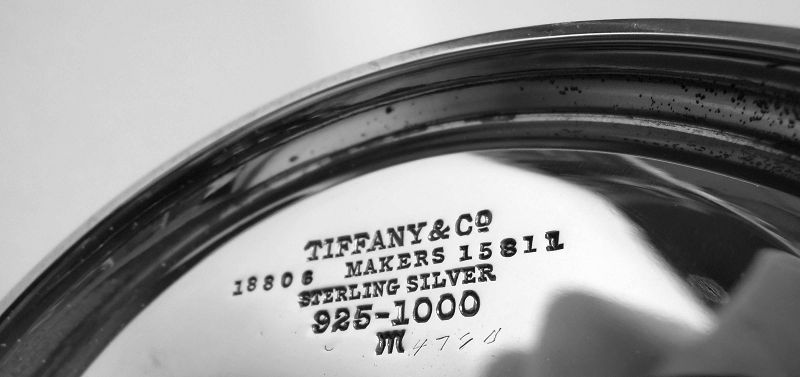 TIFFANY & Cº
18806 MAKERS 15811
STERLING SILVER
925-1000
m